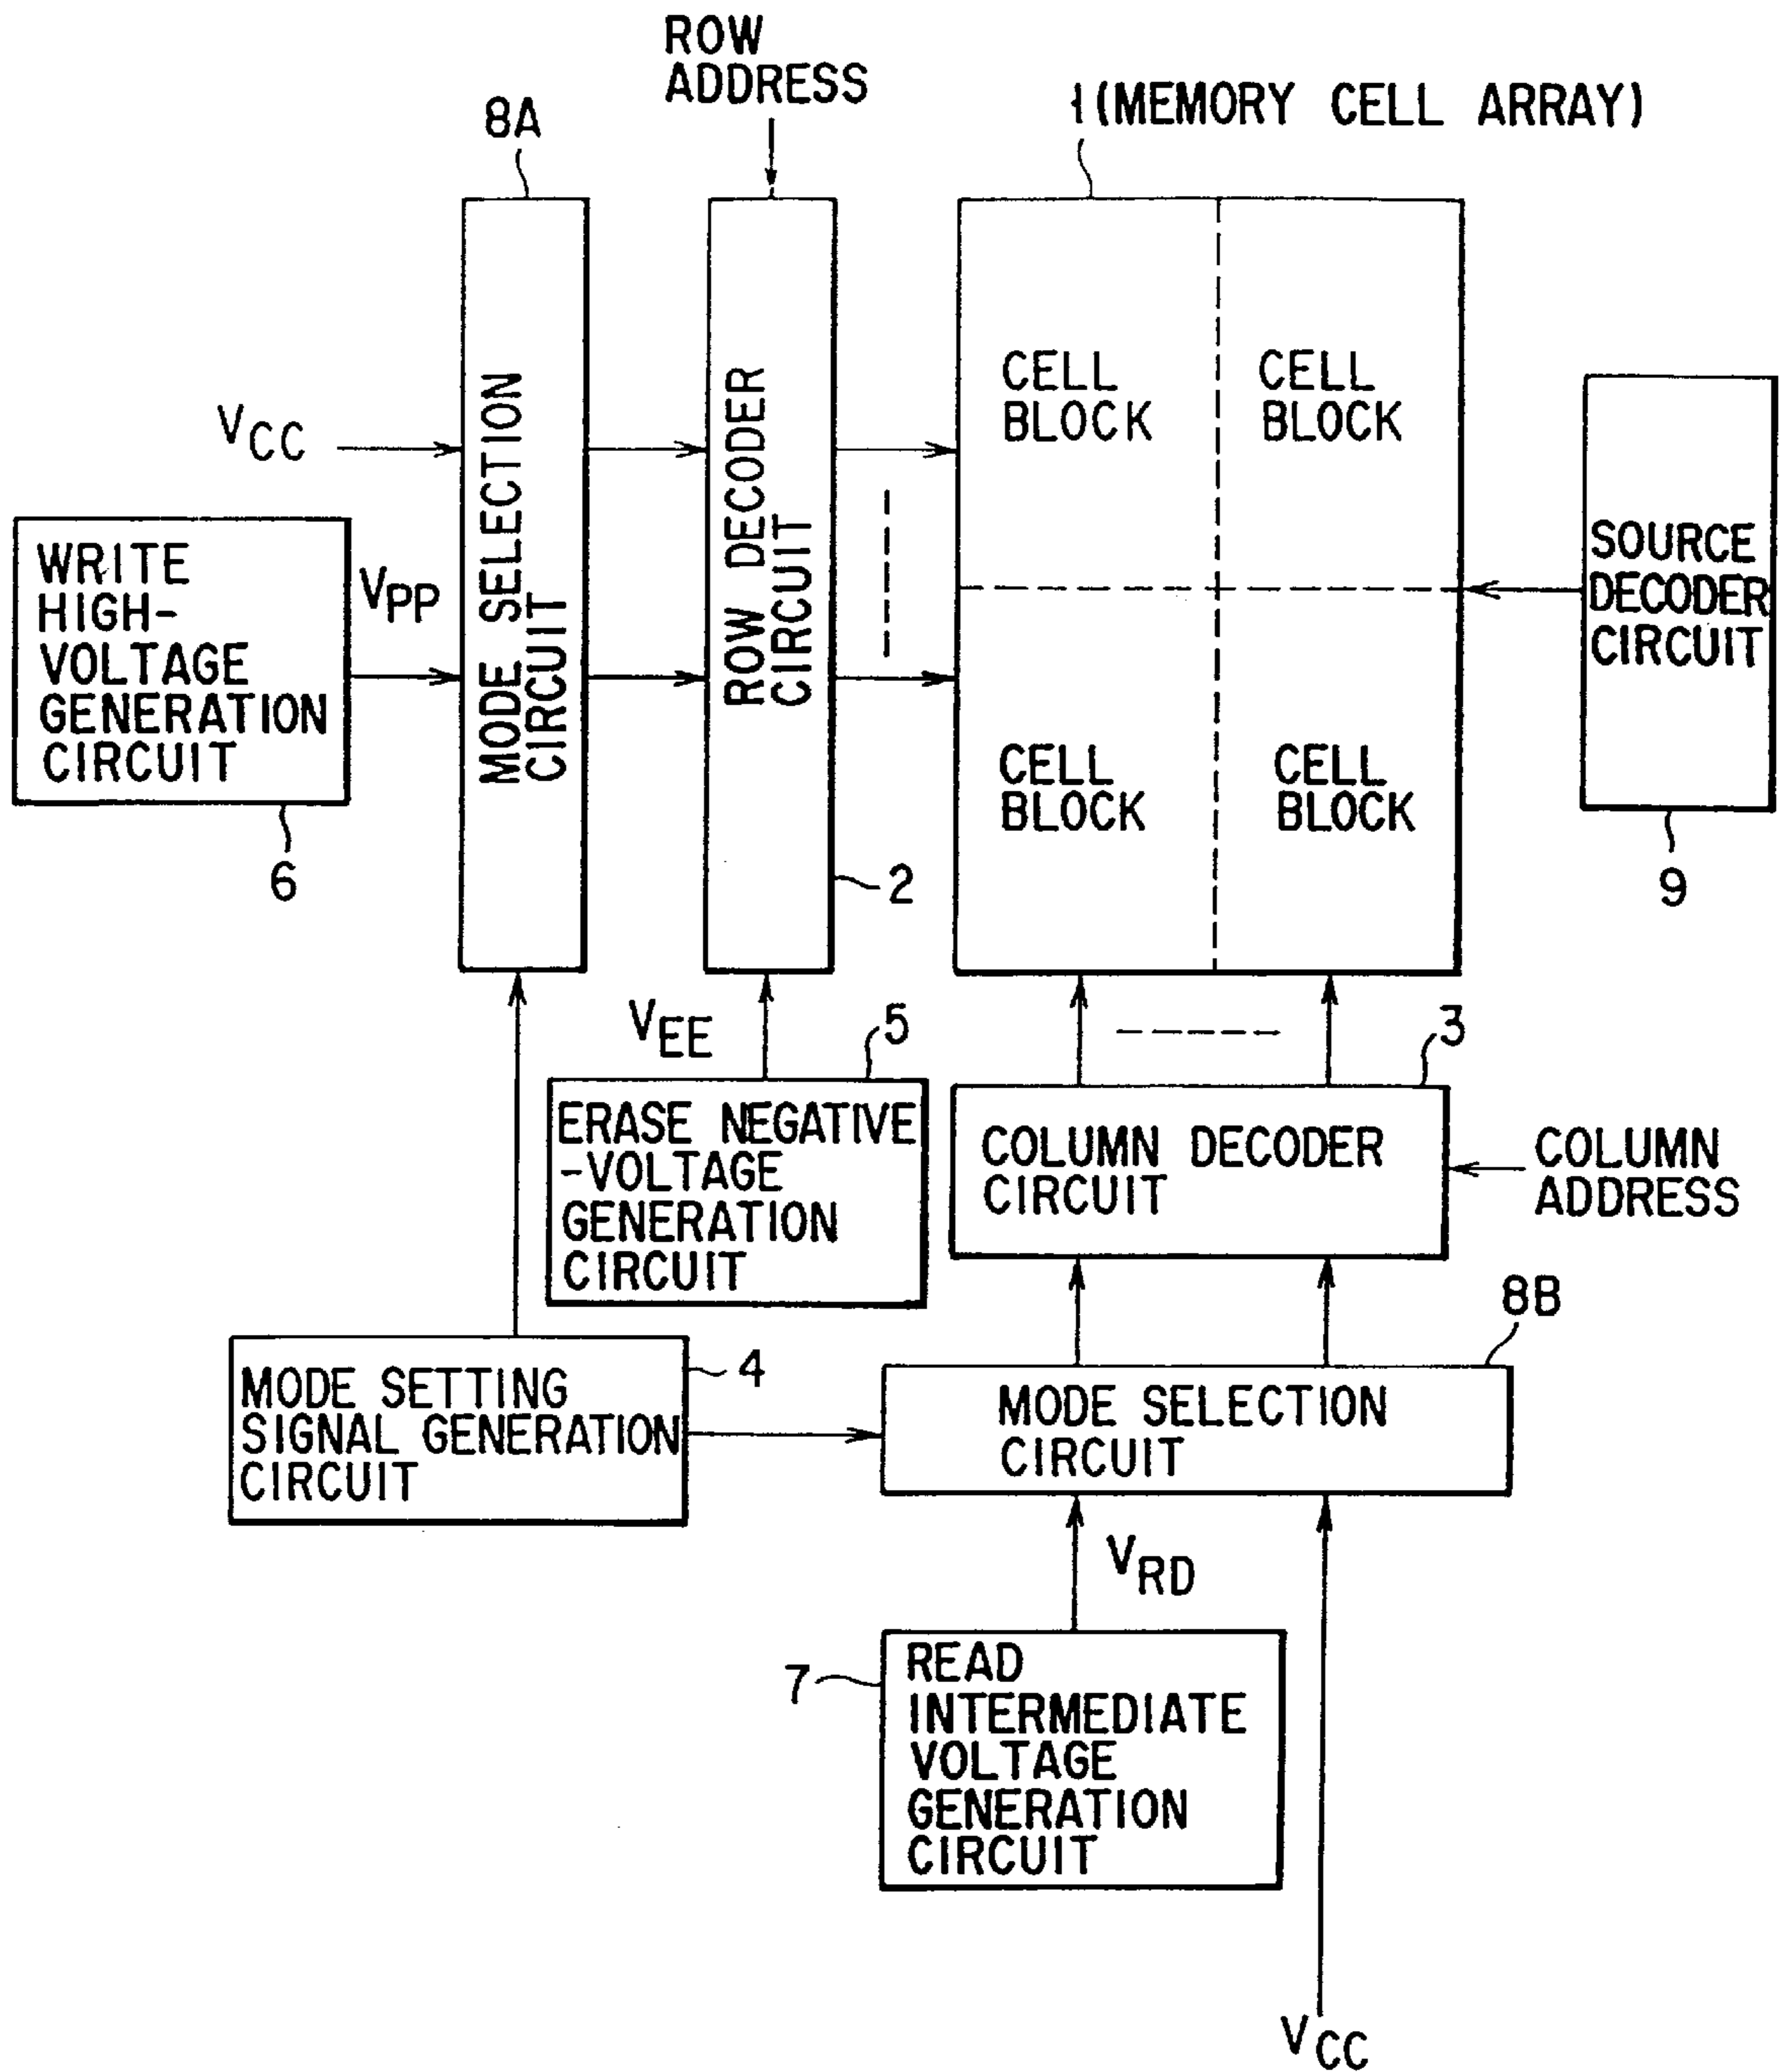 ROW
ADDRESS
8A
1(MEMORY CELL ARRAY)
VCC
WRITE
HIGH-
VOLTAGE
GENERATION
CIRCUIT
VPP
6
MODE SELECTION
CIRCUIT
ROW DECODER
CIRCUIT
2
CELL
BLOCK
CELL
BLOCK
CELL
BLOCK
CELL
BLOCK
SOURCE
DECODER
CIRCUIT
9
VEE
5
ERASE NEGATIVE
-VOLTAGE
GENERATION
CIRCUIT
3
COLUMN DECODER
CIRCUIT
COLUMN
ADDRESS
MODE SETTING
SIGNAL GENERATION
CIRCUIT
4
8B
MODE SELECTION
CIRCUIT
VRD
7
READ
INTERMEDIATE
VOLTAGE
GENERATION
CIRCUIT
VCC